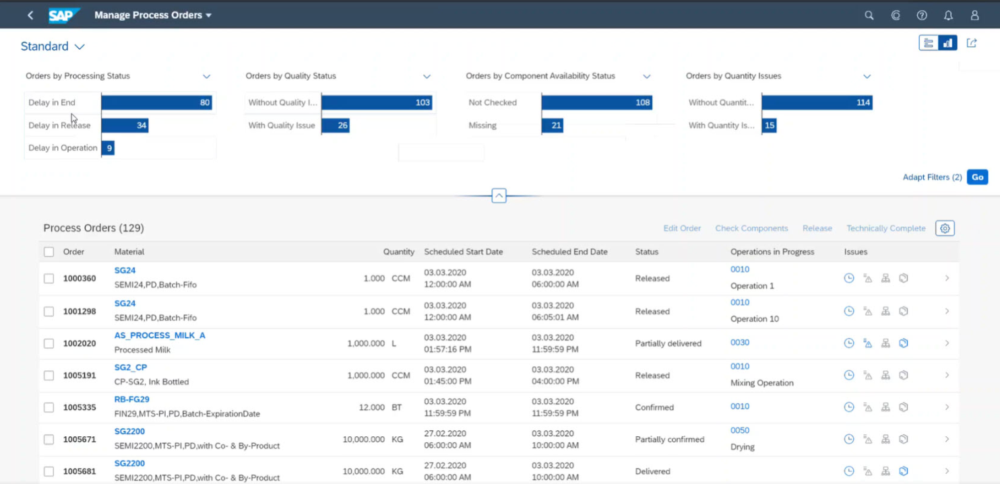 SAP Manage Process Orders
Standard
Orders by Processing Status
Delay in End 80
Delay in Release 34
Delay in Operation 9
Orders by Quality Status
Without Quality I... 103
With Quality Issue 26
Orders by Component Availability Status
Not Checked 108
Missing 21
Orders by Quantity Issues
Without Quantit... 114
With Quantity Is... 15
Adapt Filters (2) Go
Process Orders (129) Edit Order Check Components Release Technically Complete
Order Material Quantity Scheduled Start Date Scheduled End Date Status Operations in Progress Issues
SG24 03.03.2020 03.03.2020 0010
1000360 1.000 CCM Released
SEMI24,PD,Batch-Fifo 12:00:00 AM 06:00:00 AM Operation 1
SG24 03.03.2020 03.03.2020 0010
1001298 1.000 CCM Released
SEMI24,PD,Batch-Fifo 12:00:00 AM 06:05:01 AM Operation 10
AS_PROCESS_MILK_A 03.03.2020 03.03.2020
1002020 1,000.000 L Partially delivered 0030
Processed Milk 01:57:16 PM 11:59:59 PM
SG2_CP 03.03.2020 03.03.2020 0010
1005191 1,000.000 CCM Released
CP-SG2, Ink Bottled 01:45:00 PM 04:00:00 PM Mixing Operation
RB-FG29 03.03.2020 03.03.2020
1005335 12.000 BT Confirmed 0010
FIN29,MTS-PI,PD,Batch-ExpirationDate 11:59:59 PM 11:59:59 PM
SG2200 27.02.2020 03.03.2020 0050
1005671 10,000.000 KG Partially confirmed
SEMI2200,MTS-PI,PD,with Co- & By-Product 06:00:00 AM 10:00:00 AM Drying
SG2200 27.02.2020 03.03.2020
1005681 10,000.000 KG Delivered
SEMI2200,MTS-PI,PD,with Co- & By-Product 06:00:00 AM 10:00:00 AM